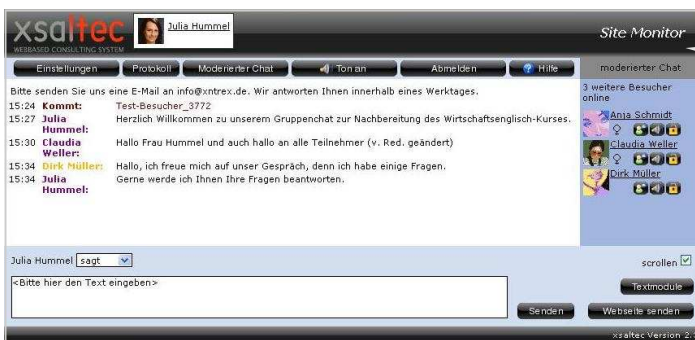 xsaltec
WEBBASED CONSULTING SYSTEM
Julia Hummel
Site Monitor
Einstellungen
Protokoll
Moderierter Chat
Ton an
Abmelden
Hilfe
moderierter Chat
Bitte senden Sie uns eine E-Mail an info@xntrex.de. Wir antworten Ihnen innerhalb eines Werktages.
15:24 Kommt: Test-Besucher_3772
15:27 Julia Herzlich Willkommen zu unserem Gruppenchat zur Nachbereitung des Wirtschaftsenglisch-Kurses.
Hummel:
15:30 Claudia Hallo Frau Hummel und auch hallo an alle Teilnehmer (v. Red. geändert)
Weller:
15:34 Dirk Müller: Hallo, ich freue mich auf unser Gespräch, denn ich habe einige Fragen.
15:34 Julia Gerne werde ich Ihnen Ihre Fragen beantworten.
Hummel:
3 weitere Besucher
online
Anja Schmidt
Claudia Weller
Dirk Müller
Julia Hummel sagt
scrollen
<Bitte hier den Text eingeben>
Textmodule
Senden
Webseite senden
xsaltec Version 2.